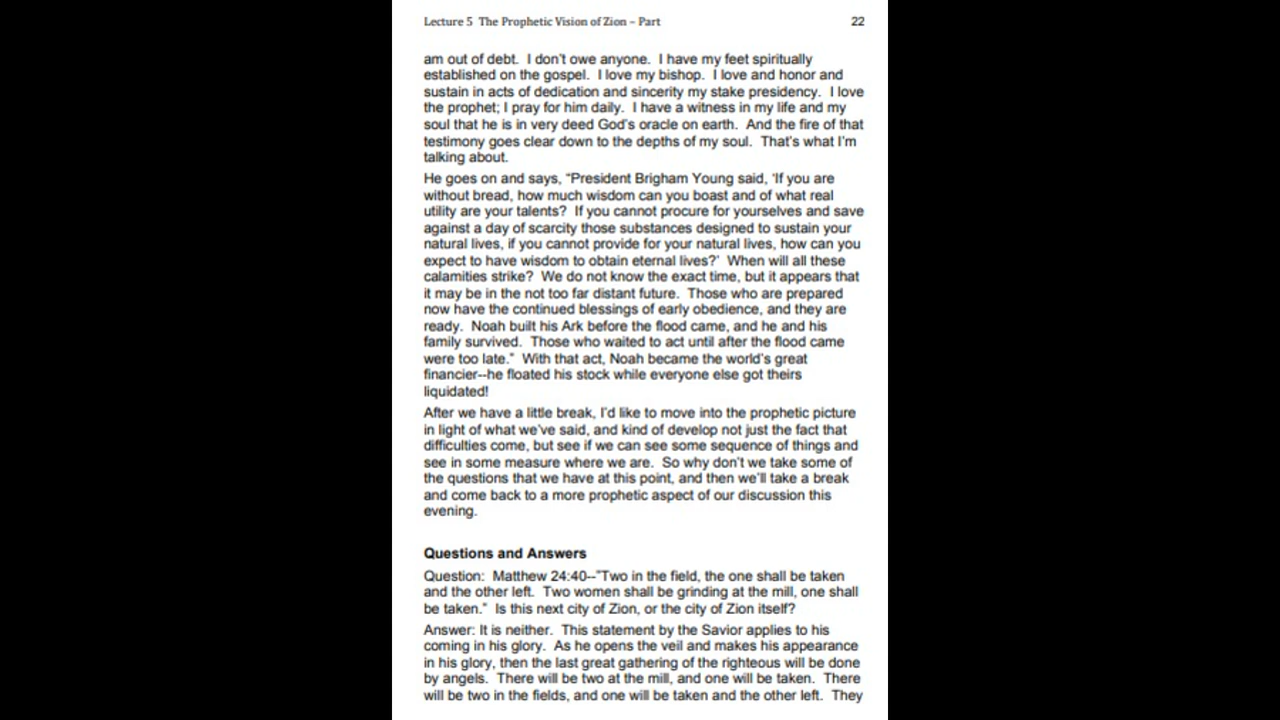 Lecture 5  The Prophetic Vision of Zion – Part 22
am out of debt.  I don't owe anyone.  I have my feet spiritually
established on the gospel.  I love my bishop.  I love and honor and
sustain in acts of dedication and sincerity my stake presidency.  I love
the prophet; I pray for him daily.  I have a witness in my life and my
soul that he is in very deed God's oracle on earth.  And the fire of that
testimony goes clear down to the depths of my soul.  That's what I'm
talking about.
He goes on and says, "President Brigham Young said, 'If you are
without bread, how much wisdom can you boast and of what real
utility are your talents?  If you cannot procure for yourselves and save
against a day of scarcity those substances designed to sustain your
natural lives, if you cannot provide for your natural lives, how can you
expect to have wisdom to obtain eternal lives?'  When will all these
calamities strike?  We do not know the exact time, but it appears that
it may be in the not too far distant future.  Those who are prepared
now have the continued blessings of early obedience, and they are
ready.  Noah built his Ark before the flood came, and he and his
family survived.  Those who waited to act until after the flood came
were too late."  With that act, Noah became the world's great
financier--he floated his stock while everyone else got theirs
liquidated!
After we have a little break, I'd like to move into the prophetic picture
in light of what we've said, and kind of develop not just the fact that
difficulties come, but see if we can see some sequence of things and
see in some measure where we are.  So why don't we take some of
the questions that we have at this point, and then we'll take a break
and come back to a more prophetic aspect of our discussion this
evening.
Questions and Answers
Question:  Matthew 24:40--"Two in the field, the one shall be taken
and the other left.  Two women shall be grinding at the mill, one shall
be taken."  Is this next city of Zion, or the city of Zion itself?
Answer: It is neither.  This statement by the Savior applies to his
coming in his glory.  As he opens the veil and makes his appearance
in his glory, then the last great gathering of the righteous will be done
by angels.  There will be two at the mill, and one will be taken.  There
will be two in the fields, and one will be taken and the other left.  They